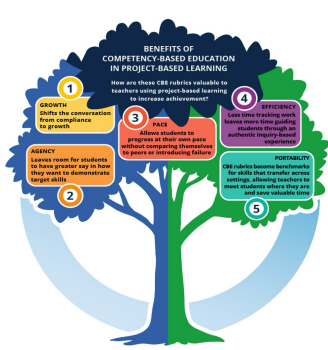 BENEFITS OF
COMPETENCY-BASED EDUCATION
IN PROJECT-BASED LEARNING
How are these CBE rubrics valuable to
teachers using project-based learning
to increase achievement?
1
GROWTH
Shifts the conversation
from compliance
to growth
AGENCY
Leaves room for students
to have greater say in how
they want to demonstrate
target skills
2
3
PACE
Allows students to
progress at their own pace
without comparing themselves
to peers or introducing failure
4
EFFICIENCY
Less time tracking work
leaves more time guiding
students through an
authentic inquiry-based
experience
PORTABILITY
CBE rubrics become benchmarks
for skills that transfer across
settings, allowing teachers to
meet students where they are
and save valuable time
5